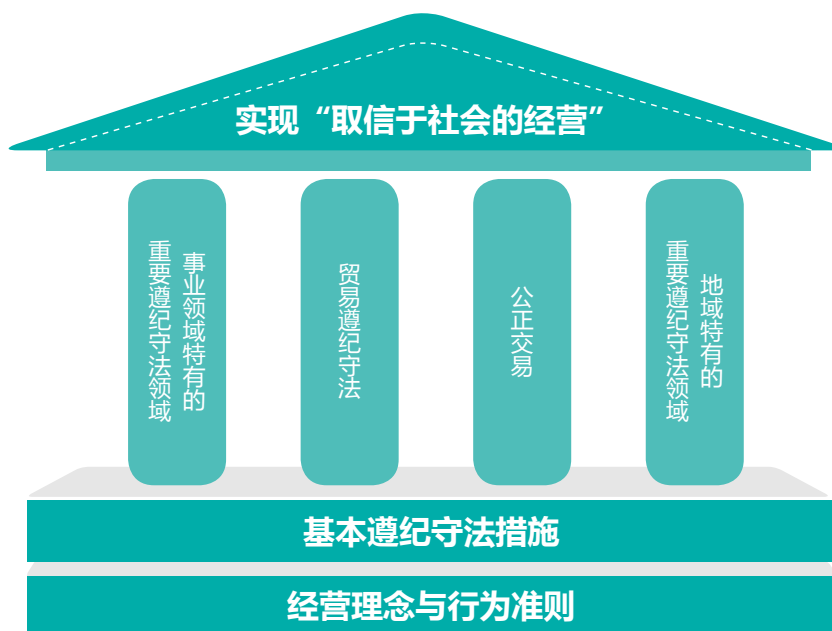 实现“取信于社会的经营”
事业领域特有的
重要遵纪守法领域
贸易遵纪守法
公正交易
地域特有的
重要遵纪守法领域
基本遵纪守法措施
经营理念与行为准则